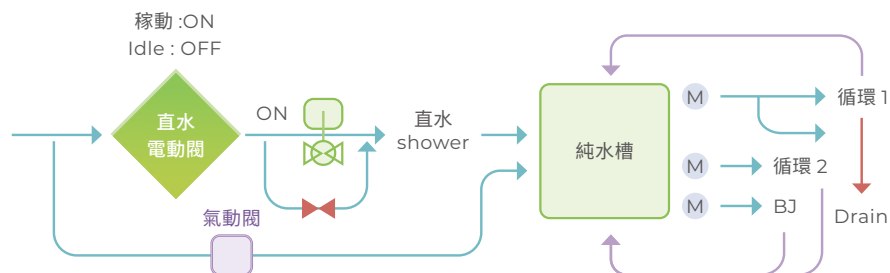 稼動 :ON
Idle : OFF
直水
電動閥
ON
直水
shower
氣動閥
純水槽
M
循環 1
M
循環 2
M
BJ
Drain